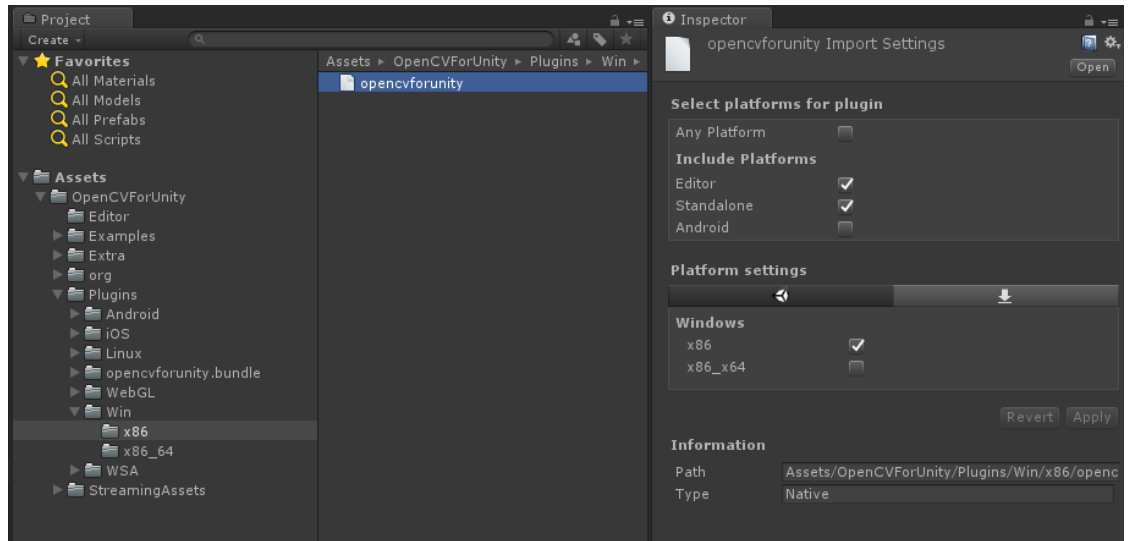 Project
Create
Favorites
All Materials
All Models
All Prefabs
All Scripts
Assets
OpenCVForUnity
Editor
Examples
Extra
org
Plugins
Android
iOS
Linux
opencvforunity.bundle
WebGL
Win
x86
x86_64
WSA
StreamingAssets
Assets ▸ OpenCVForUnity ▸ Plugins ▸ Win ▸
opencvforunity
Inspector
opencvforunity Import Settings
Open
Select platforms for plugin
Any Platform
Include Platforms
Editor
Standalone
Android
Platform settings
Windows
x86
x86_x64
Revert Apply
Information
Path Assets/OpenCVForUnity/Plugins/Win/x86/openc
Type Native